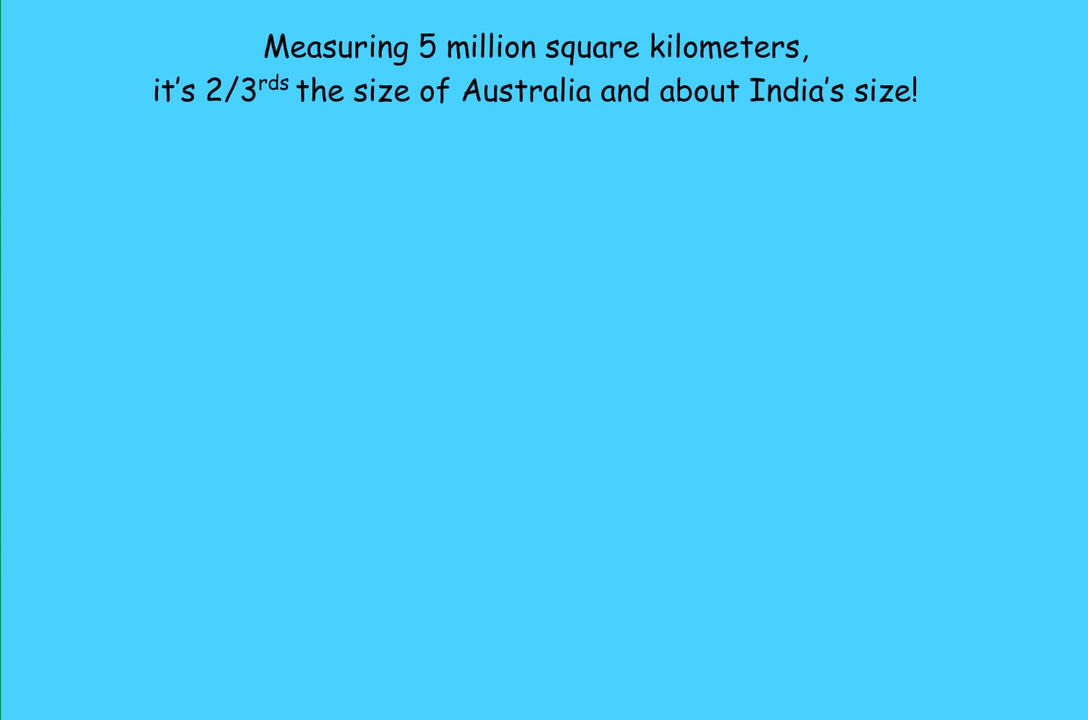 Measuring 5 million square kilometers,
it's 2/3rds the size of Australia and about India's size!